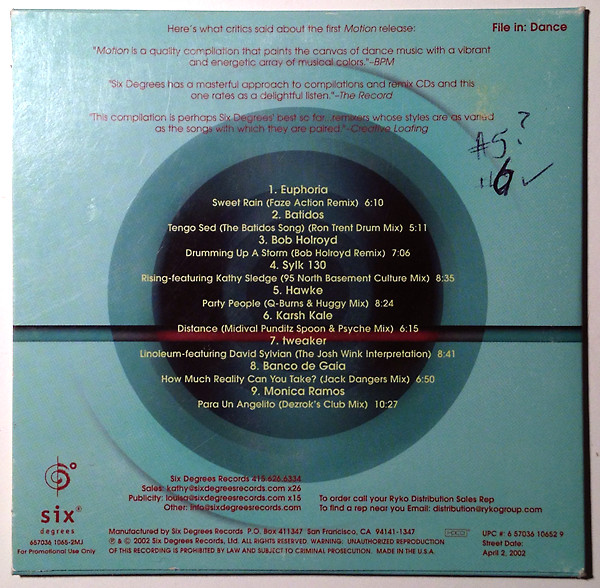 Here's what critics said about the first Motion release:
File in: Dance
"Motion is a quality compilation that paints the canvas of dance music with a vibrant
and energetic array of musical colors."–BPM
"Six Degrees has a masterful approach to compilations and remix CDs and this
one rates as a delightful listen."–The Record
"This compilation is perhaps Six Degrees' best so far...remixers whose styles are as varied
as the songs with which they are paired."-Creative Loafing
#5?
"6 ✓
1. Euphoria
Sweet Rain (Faze Action Remix) 6:10
2. Batidos
Tengo Sed (The Batidos Song) (Ron Trent Drum Mix) 5:11
3. Bob Holroyd
Drumming Up A Storm (Bob Holroyd Remix) 7:06
4. Sylk 130
Rising-featuring Kathy Sledge (95 North Basement Culture Mix) 8:35
5. Hawke
Party People (Q-Burns & Huggy Mix) 8:24
6. Karsh Kale
Distance (Midival Punditz Spoon & Psyche Mix) 6:15
7. tweaker
Linoleum-featuring David Sylvian (The Josh Wink Interpretation) 8:41
8. Banco de Gaia
How Much Reality Can You Take? (Jack Dangers Mix) 6:50
9. Monica Ramos
Para Un Angelito (Dezrok's Club Mix) 10:27
six®
degrees
657036 1065-2MJ
For Promotional Use Only
Six Degrees Records 415.626.6334
Sales: kathy@sixdegreesrecords.com x26
Publicity: louisa@sixdegreesrecords.com x15
Other: info@sixdegreesrecords.com
To order call your Ryko Distribution Sales Rep
To find a rep near you Email: distribution@rykogroup.com
Manufactured by Six Degrees Records P.O. Box 411347 San Francisco, CA 94141-1347
℗ & © 2002 Six Degrees Records, Ltd. ALL RIGHTS RESERVED. WARNING: UNAUTHORIZED REPRODUCTION
OF THIS RECORDING IS PROHIBITED BY LAW AND SUBJECT TO CRIMINAL PROSECUTION. MADE IN THE U.S.A.
HDCD
UPC #: 6 57036 10652 9
Street Date:
April 2, 2002